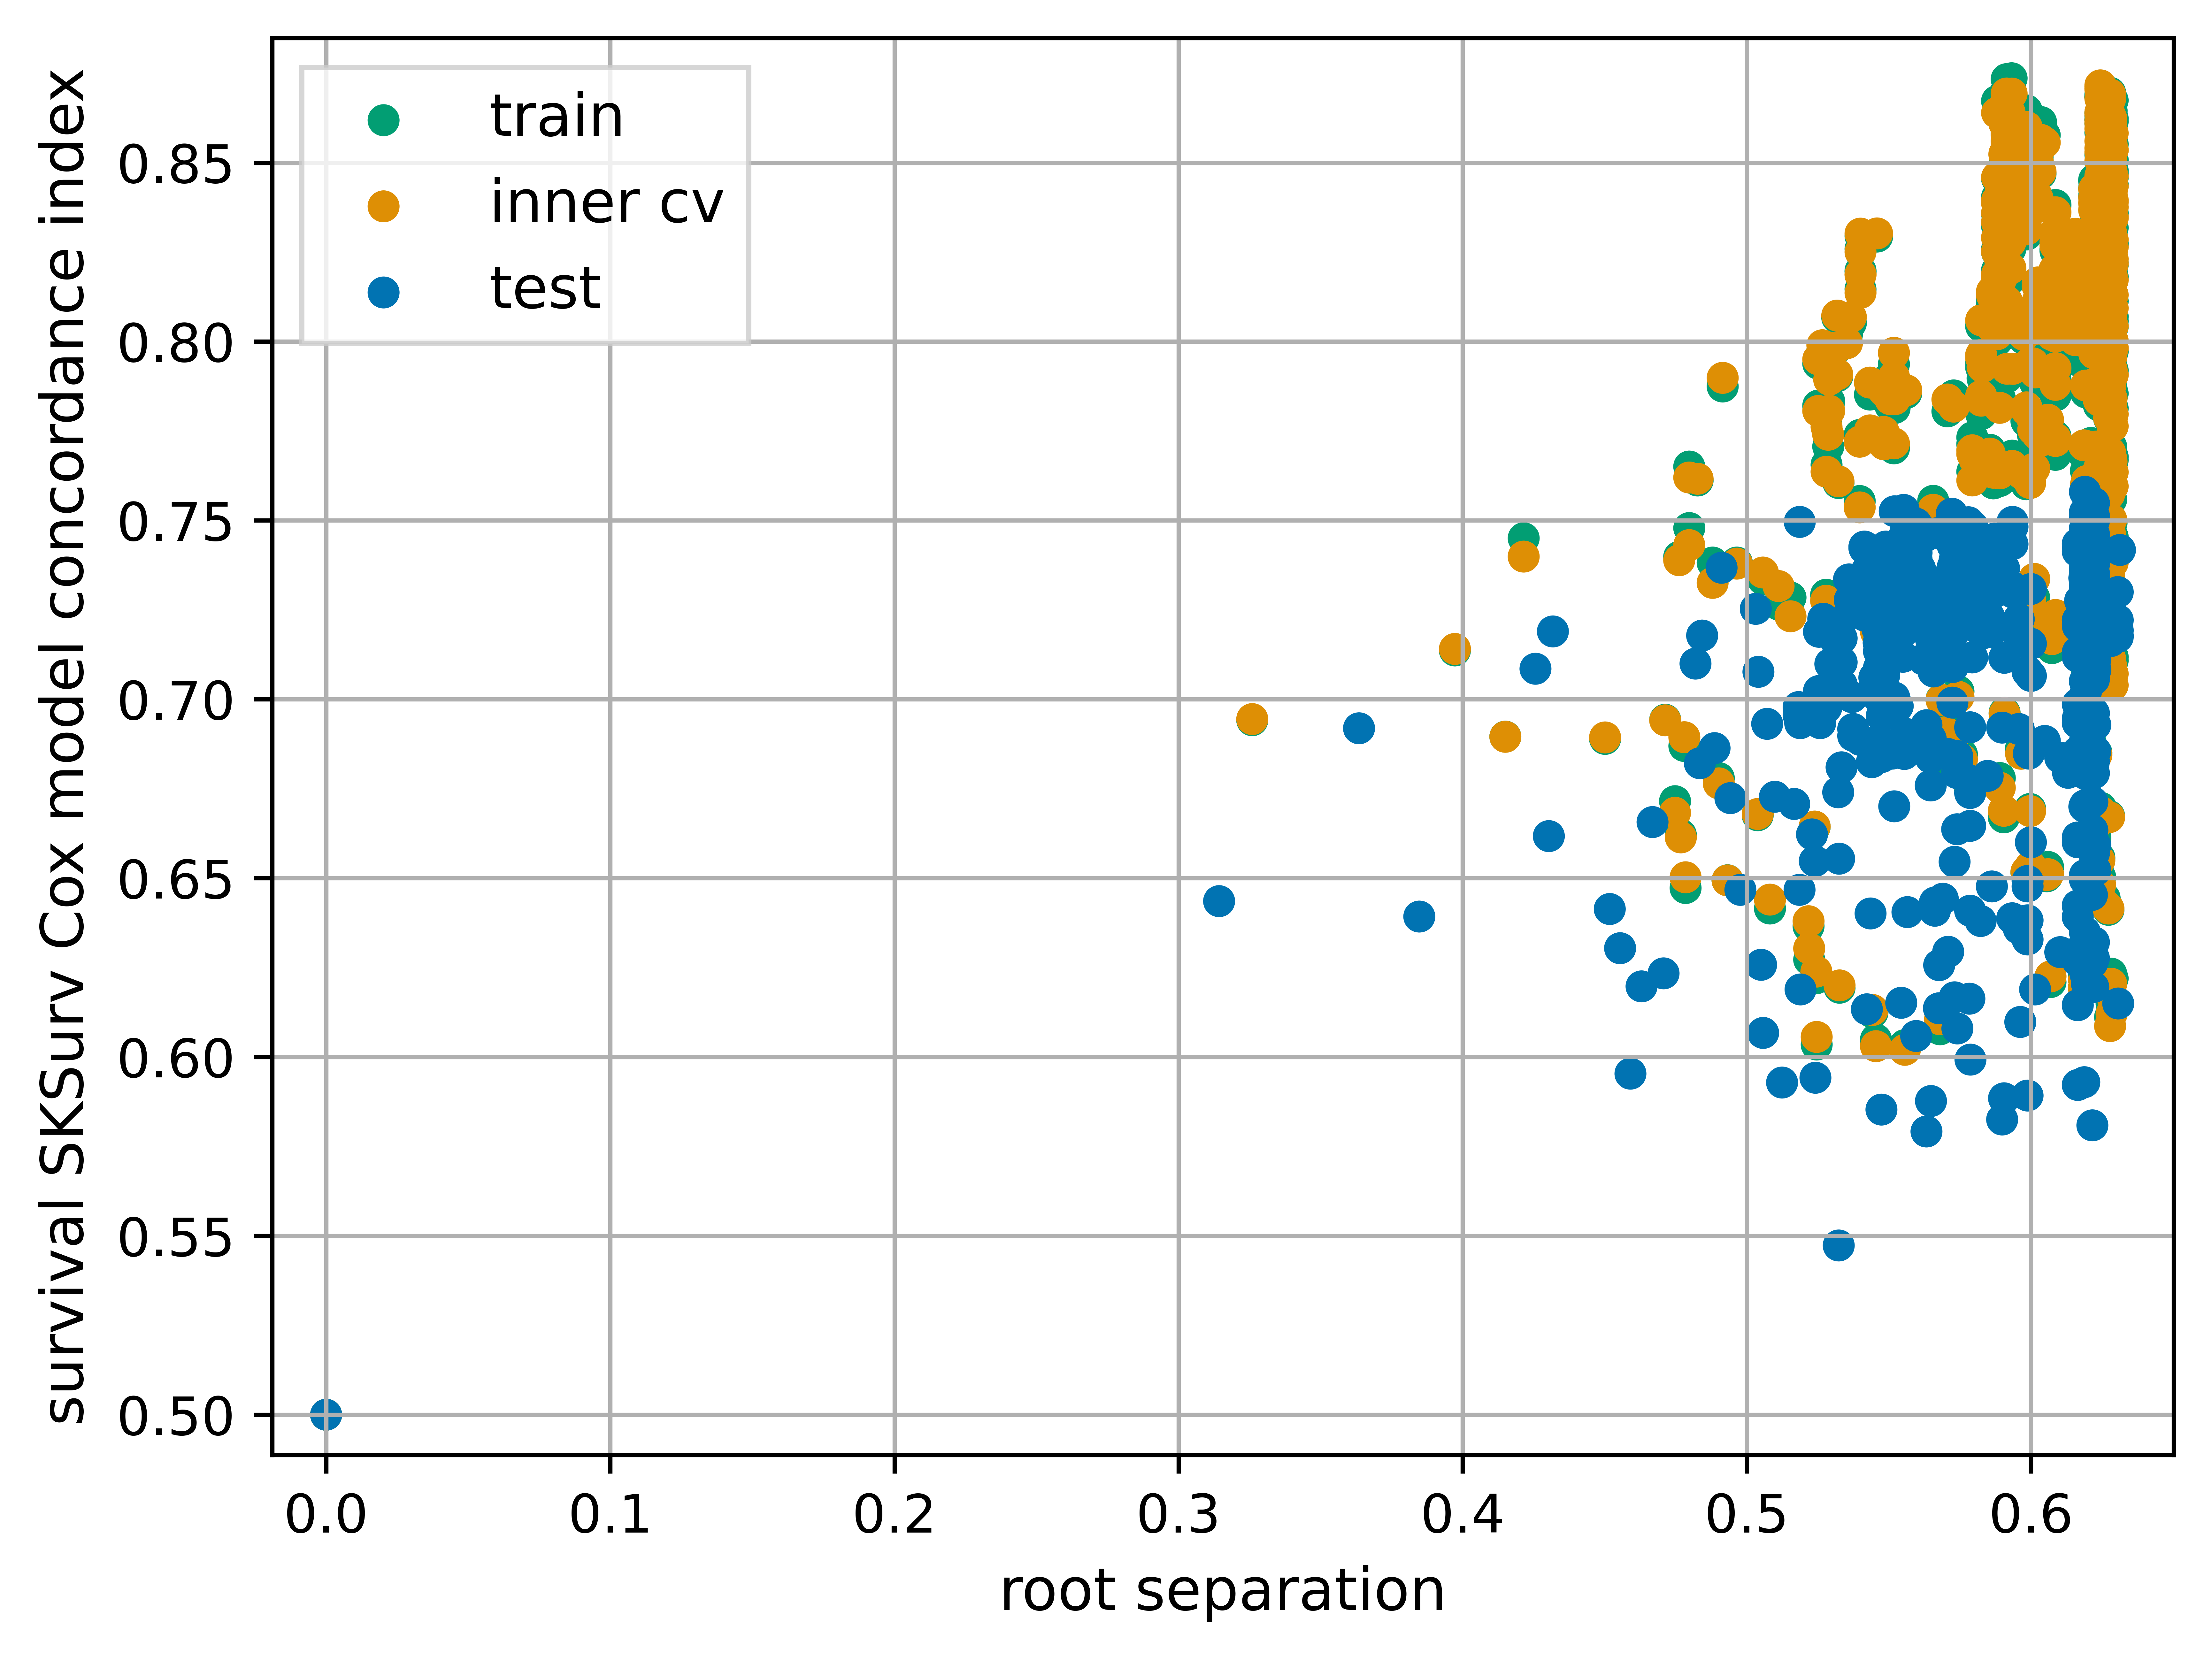 train
inner cv
test
survival SKSurv Cox model concordance index
0.85
0.80
0.75
0.70
0.65
0.60
0.55
0.50
0.0 0.1 0.2 0.3 0.4 0.5 0.6
root separation